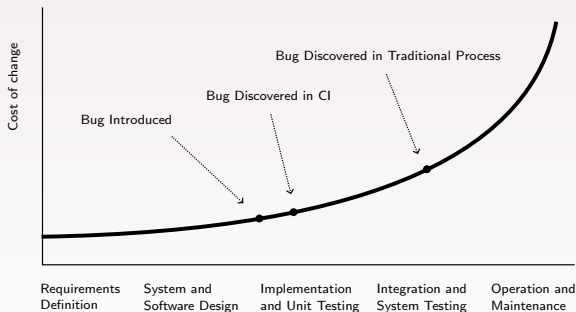 Cost of change
Bug Discovered in Traditional Process
Bug Discovered in CI
Bug Introduced
Requirements
Definition
System and
Software Design
Implementation
and Unit Testing
Integration and
System Testing
Operation and
Maintenance